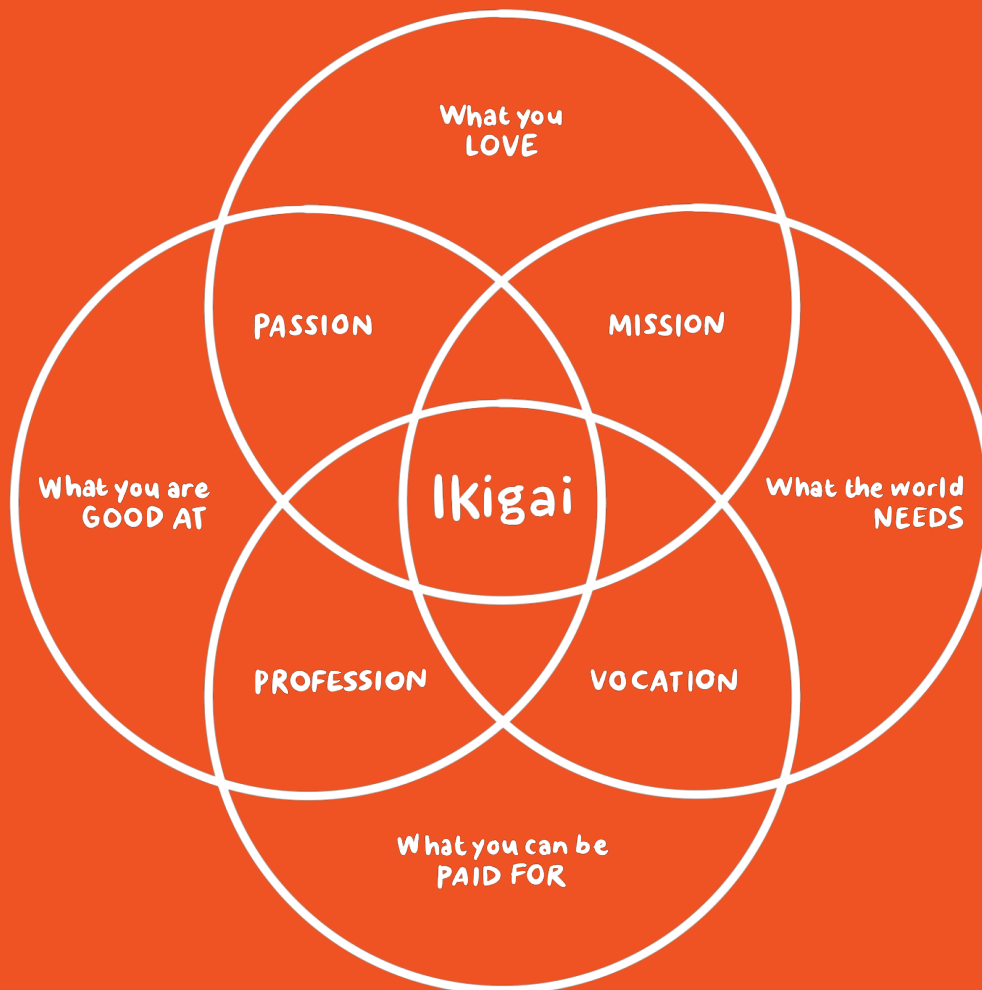 What you
LOVE
PASSION
MISSION
What you are
GOOD AT
Ikigai
What the world
NEEDS
PROFESSION
VOCATION
What you can be
PAID FOR